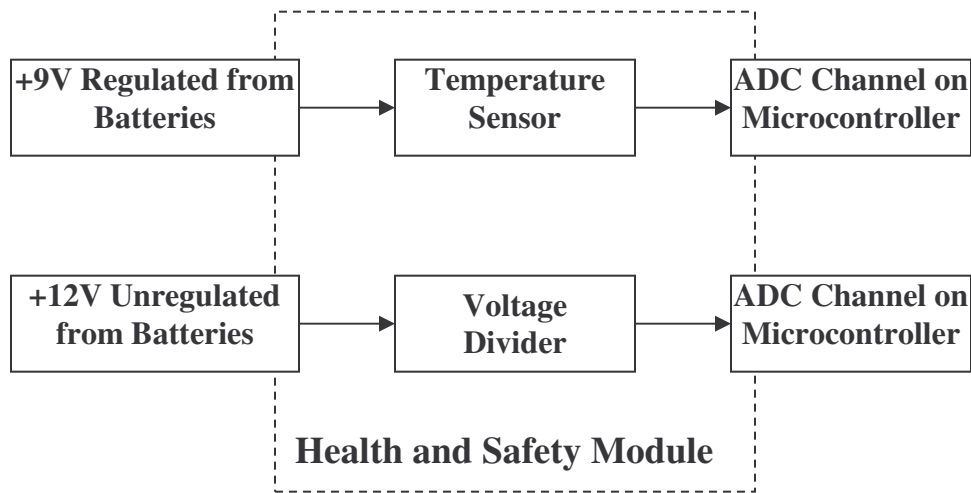 +9V Regulated from
Batteries
Temperature
Sensor
ADC Channel on
Microcontroller
+12V Unregulated
from Batteries
Voltage
Divider
ADC Channel on
Microcontroller
Health and Safety Module